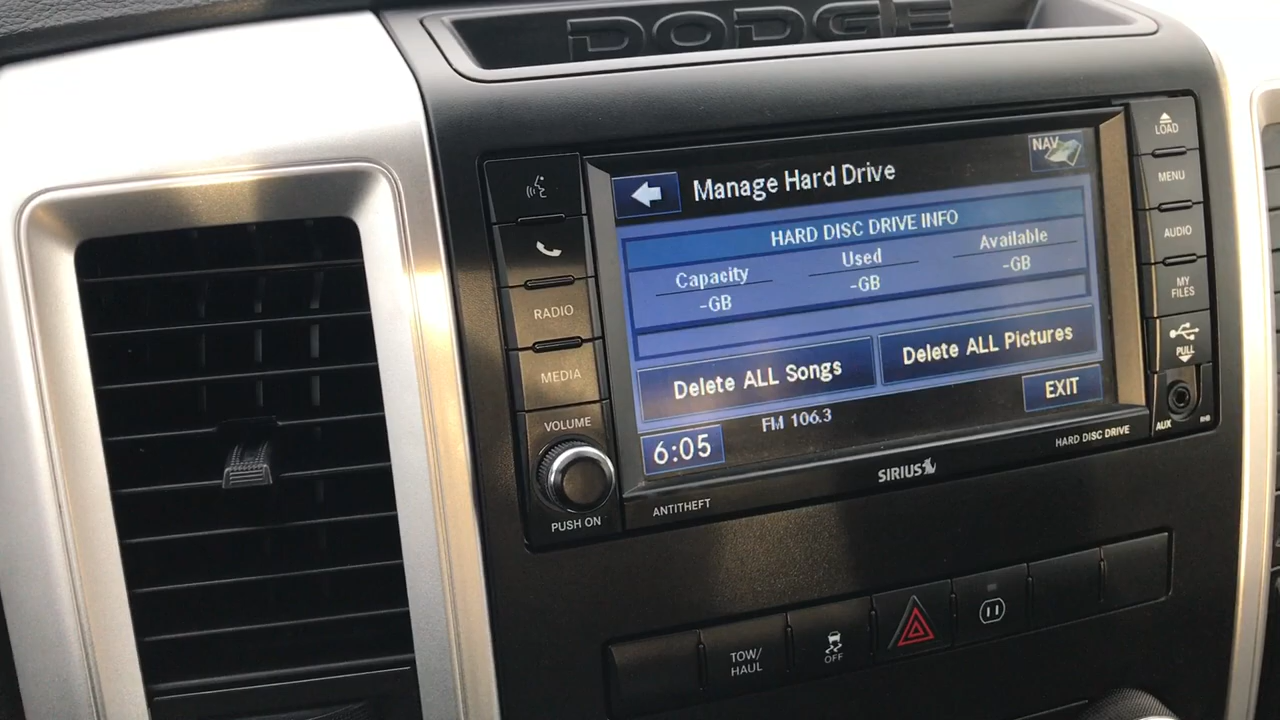 DODGE
LOAD
MENU
AUDIO
MY
FILES
PULL
AUX
RADIO
MEDIA
VOLUME
PUSH ON
NAV
Manage Hard Drive
HARD DISC DRIVE INFO
Capacity Used Available
-GB -GB -GB
Delete ALL Songs Delete ALL Pictures
EXIT
6:05 FM 106.3
HARD DISC DRIVE
SIRIUS
ANTITHEFT
TOW/
HAUL
OFF